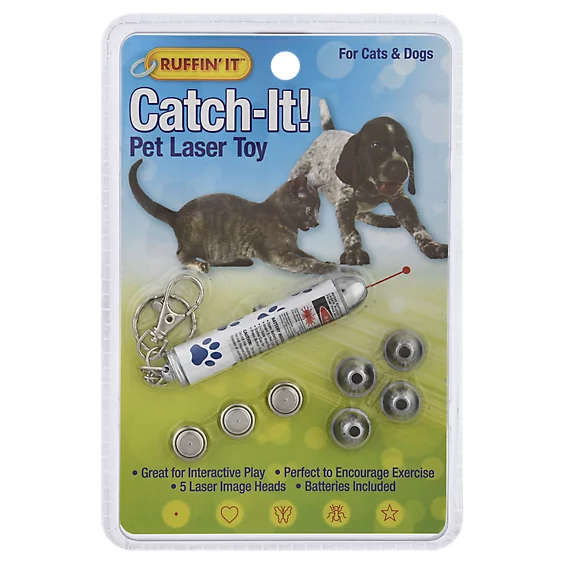 RUFFIN' IT™
For Cats & Dogs
Catch-It!
Pet Laser Toy
• Great for Interactive Play • Perfect to Encourage Exercise
• 5 Laser Image Heads • Batteries Included